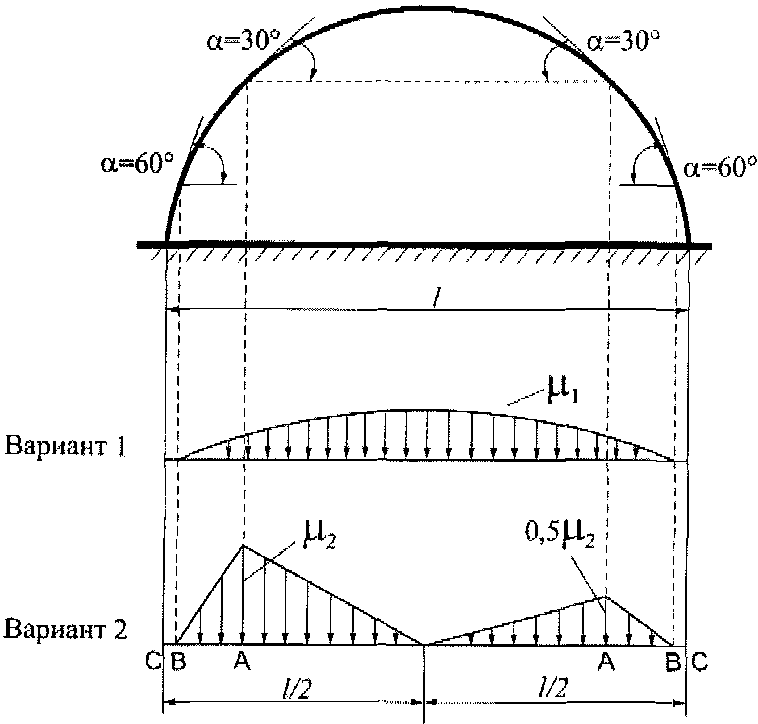 α=30° α=30°
α=60° α=60°
l
μ₁
Вариант 1
μ₂ 0,5μ₂
Вариант 2
C B A A B C
l/2 l/2